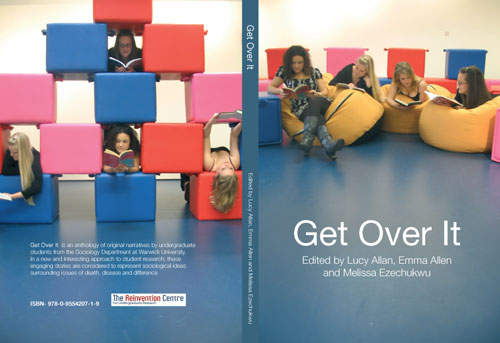 Get Over It is an anthology of original narratives by undergraduate
students from the Sociology Department at Warwick University.
In a new and interesting approach to student research, these
engaging stories are considered to represent sociological ideas
surrounding issues of death, disease and difference.
ISBN- 978-0-9554207-1-9
The Reinvention Centre
For Undergraduate Research
Get Over It
Edited by Lucy Allan, Emma Allen and Melissa Ezechukwu
Get Over It
Edited by Lucy Allan, Emma Allen
and Melissa Ezechukwu